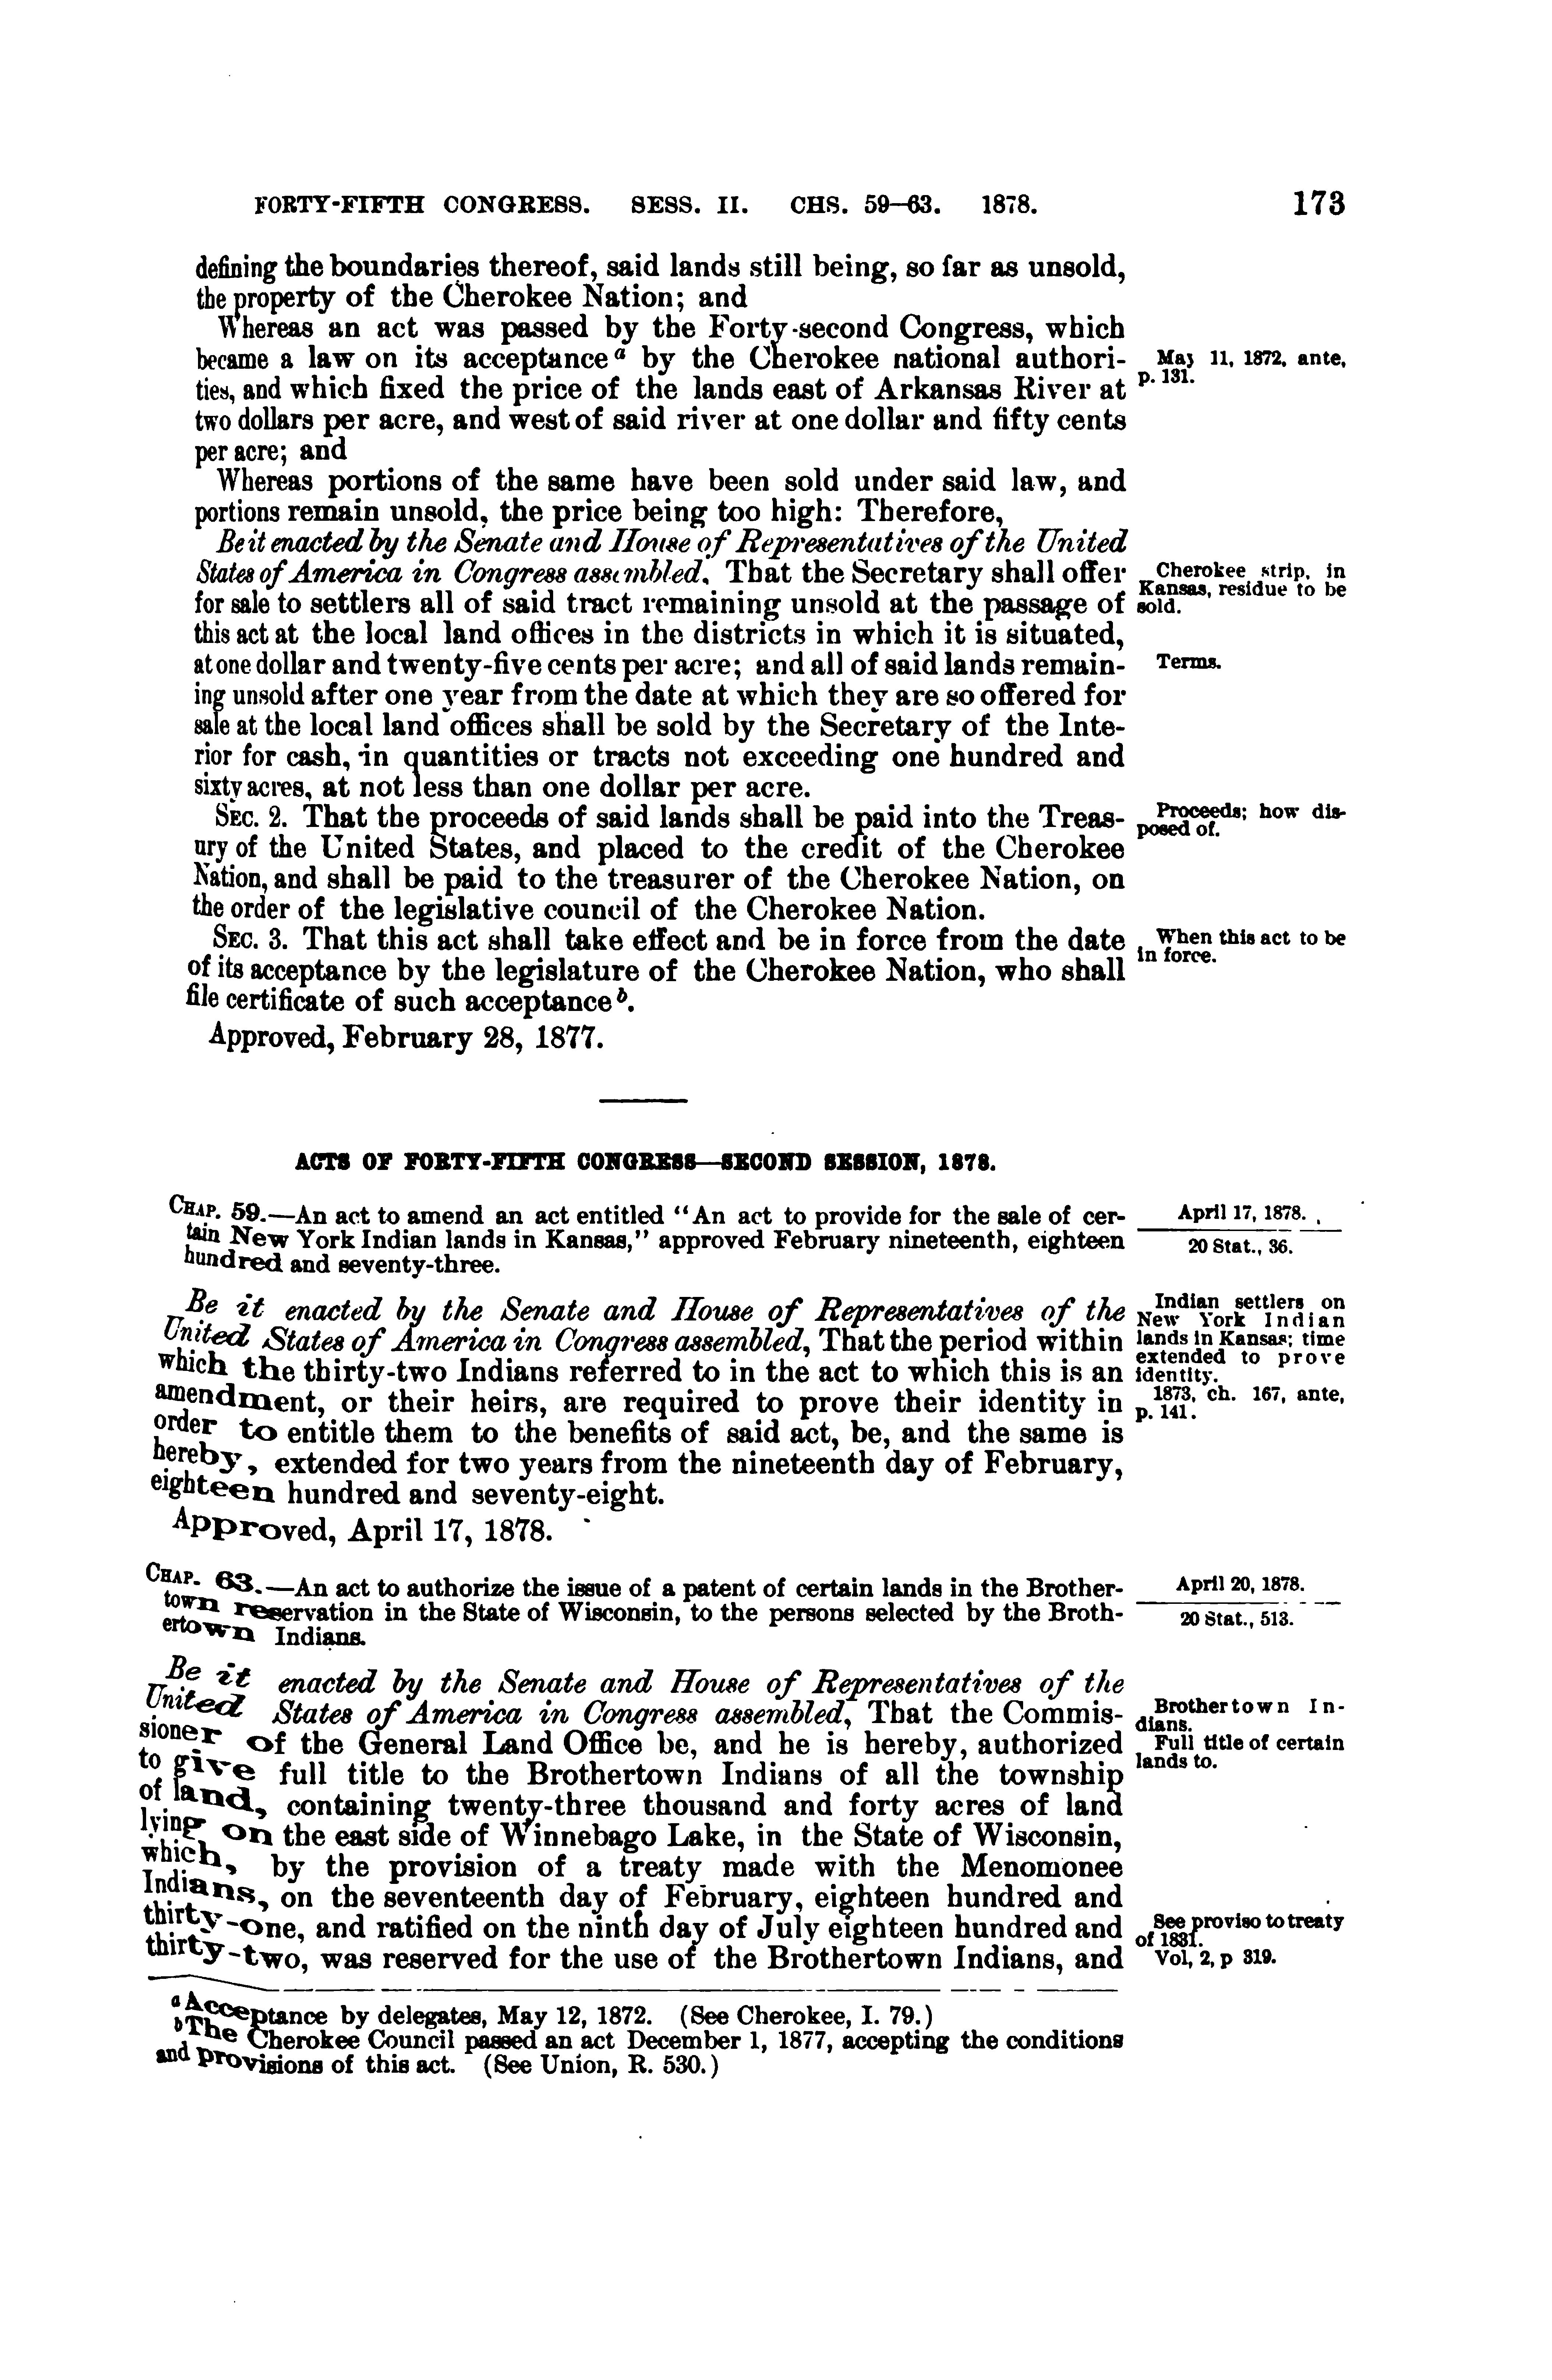 FORTY-FIFTH CONGRESS. SESS. II. CHS. 59–63. 1878. 173
defining the boundaries thereof, said lands still being, so far as unsold,
the property of the Cherokee Nation; and
Whereas an act was passed by the Forty-second Congress, which
became a law on its acceptance a by the Cherokee national authori-
ties, and which fixed the price of the lands east of Arkansas River at
two dollars per acre, and west of said river at one dollar and fifty cents
per acre; and
May 11, 1872, ante,
p. 131.
Whereas portions of the same have been sold under said law, and
portions remain unsold, the price being too high: Therefore,
Be it enacted by the Senate and House of Representatives of the United
States of America in Congress assembled, That the Secretary shall offer
for sale to settlers all of said tract remaining unsold at the passage of
this act at the local land offices in the districts in which it is situated,
at one dollar and twenty-five cents per acre; and all of said lands remain-
ing unsold after one year from the date at which they are so offered for
sale at the local land offices shall be sold by the Secretary of the Inte-
rior for cash, in quantities or tracts not exceeding one hundred and
sixty acres, at not less than one dollar per acre.
Cherokee strip, in
Kansas, residue to be
sold.
Terms.
SEC. 2. That the proceeds of said lands shall be paid into the Treas-
ury of the United States, and placed to the credit of the Cherokee
Nation, and shall be paid to the treasurer of the Cherokee Nation, on
the order of the legislative council of the Cherokee Nation.
Proceeds; how dis-
posed of.
SEC. 3. That this act shall take effect and be in force from the date
of its acceptance by the legislature of the Cherokee Nation, who shall
file certificate of such acceptance b.
When this act to be
in force.
Approved, February 28, 1877.
ACTS OF FORTY-FIFTH CONGRESS—SECOND SESSION, 1878.
CHAP. 59.—An act to amend an act entitled "An act to provide for the sale of cer-
tain New York Indian lands in Kansas," approved February nineteenth, eighteen
hundred and seventy-three.
April 17, 1878.
20 Stat., 36.
Be it enacted by the Senate and House of Representatives of the
United States of America in Congress assembled, That the period within
which the thirty-two Indians referred to in the act to which this is an
amendment, or their heirs, are required to prove their identity in
order to entitle them to the benefits of said act, be, and the same is
hereby, extended for two years from the nineteenth day of February,
eighteen hundred and seventy-eight.
Indian settlers on
New York Indian
lands in Kansas; time
extended to prove
identity.
1873, ch. 167, ante,
p. 141.
Approved, April 17, 1878.
CHAP. 63.—An act to authorize the issue of a patent of certain lands in the Brother-
town reservation in the State of Wisconsin, to the persons selected by the Broth-
ertown Indians.
April 20, 1878.
20 Stat., 513.
Be it enacted by the Senate and House of Representatives of the
United States of America in Congress assembled, That the Commis-
sioner of the General Land Office be, and he is hereby, authorized
to give full title to the Brothertown Indians of all the township
of land, containing twenty-three thousand and forty acres of land
lying on the east side of Winnebago Lake, in the State of Wisconsin,
which, by the provision of a treaty made with the Menomonee
Indians, on the seventeenth day of February, eighteen hundred and
thirty-one, and ratified on the ninth day of July eighteen hundred and
thirty-two, was reserved for the use of the Brothertown Indians, and
Brothertown In-
dians.
Full title of certain
lands to.
See proviso to treaty
of 1831.
Vol, 2, p 319.
a Acceptance by delegates, May 12, 1872. (See Cherokee, I. 79.)
b The Cherokee Council passed an act December 1, 1877, accepting the conditions
and provisions of this act. (See Union, R. 530.)